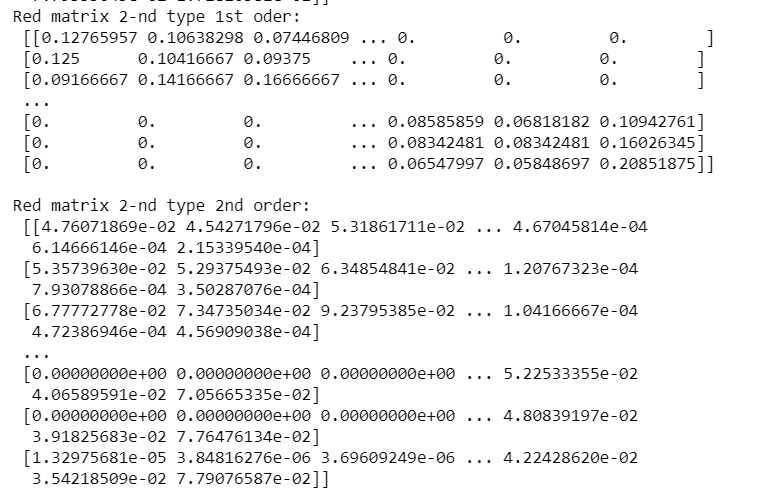 Red matrix 2-nd type 1st oder:
[[0.12765957 0.10638298 0.07446809 ... 0. 0. 0. ]
[0.125 0.10416667 0.09375 ... 0. 0. 0. ]
[0.09166667 0.14166667 0.16666667 ... 0. 0. 0. ]
...
[0. 0. 0. ... 0.08585859 0.06818182 0.10942761]
[0. 0. 0. ... 0.08342481 0.08342481 0.16026345]
[0. 0. 0. ... 0.06547997 0.05848697 0.20851875]]
Red matrix 2-nd type 2nd order:
[[4.76071869e-02 4.54271796e-02 5.31861711e-02 ... 4.67045814e-04
6.14666146e-04 2.15339540e-04]
[5.35739630e-02 5.29375493e-02 6.34854841e-02 ... 1.20767323e-04
7.93078866e-04 3.50287076e-04]
[6.77772778e-02 7.34735034e-02 9.23795385e-02 ... 1.04166667e-04
4.72386946e-04 4.56909038e-04]
...
[0.00000000e+00 0.00000000e+00 0.00000000e+00 ... 5.22533355e-02
4.06589591e-02 7.05665335e-02]
[0.00000000e+00 0.00000000e+00 0.00000000e+00 ... 4.80839197e-02
3.91825683e-02 7.76476134e-02]
[1.32975681e-05 3.84816276e-06 3.69609249e-06 ... 4.22428620e-02
3.54218509e-02 7.79076587e-02]]